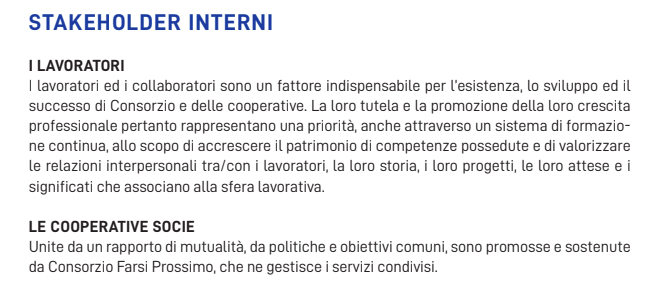 STAKEHOLDER INTERNI
I LAVORATORI
I lavoratori ed i collaboratori sono un fattore indispensabile per l'esistenza, lo sviluppo ed il
successo di Consorzio e delle cooperative. La loro tutela e la promozione della loro crescita
professionale pertanto rappresentano una priorità, anche attraverso un sistema di formazio-
ne continua, allo scopo di accrescere il patrimonio di competenze possedute e di valorizzare
le relazioni interpersonali tra/con i lavoratori, la loro storia, i loro progetti, le loro attese e i
significati che associano alla sfera lavorativa.
LE COOPERATIVE SOCIE
Unite da un rapporto di mutualità, da politiche e obiettivi comuni, sono promosse e sostenute
da Consorzio Farsi Prossimo, che ne gestisce i servizi condivisi.